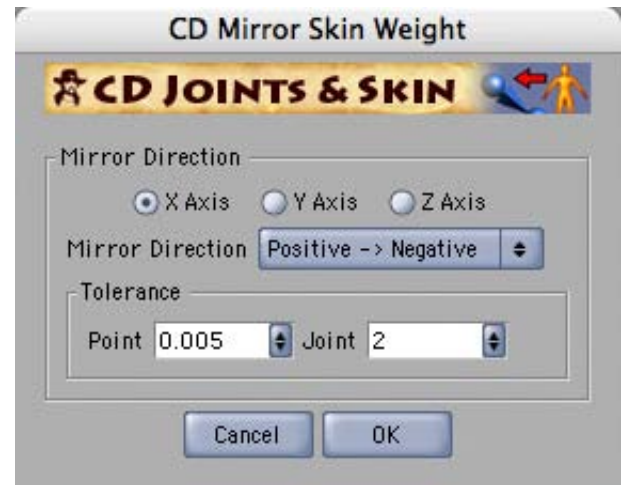 CD Mirror Skin Weight
CD JOINTS & SKIN
Mirror Direction
X Axis Y Axis Z Axis
Mirror Direction Positive -> Negative
Tolerance
Point 0.005 Joint 2
Cancel OK